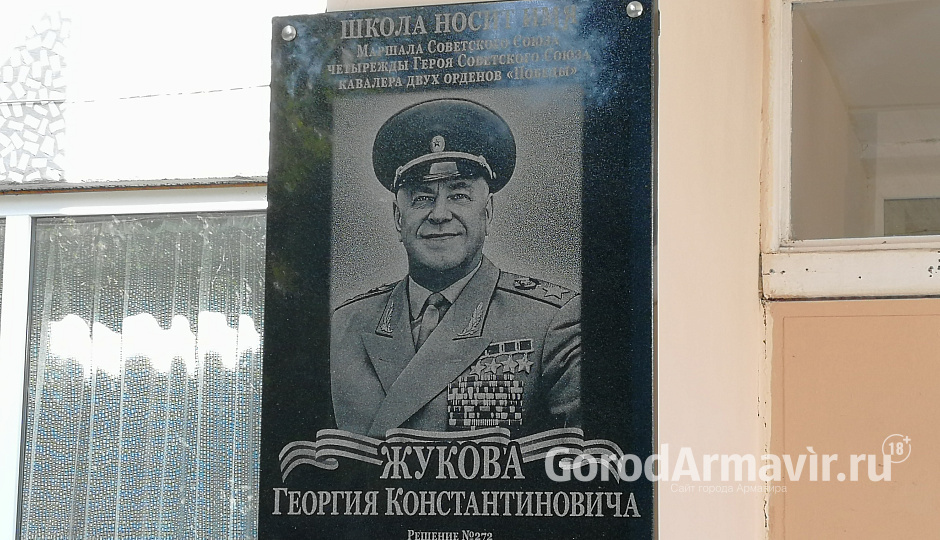 ШКОЛА НОСИТ ИМЯ
Маршала Советского Союза
четырежды Героя Советского Союза
кавалера двух орденов «Победы»
ЖУКОВА
Георгия Константиновича
Решение №272
GorodArmavir.ru 18+
Сайт города Армавира